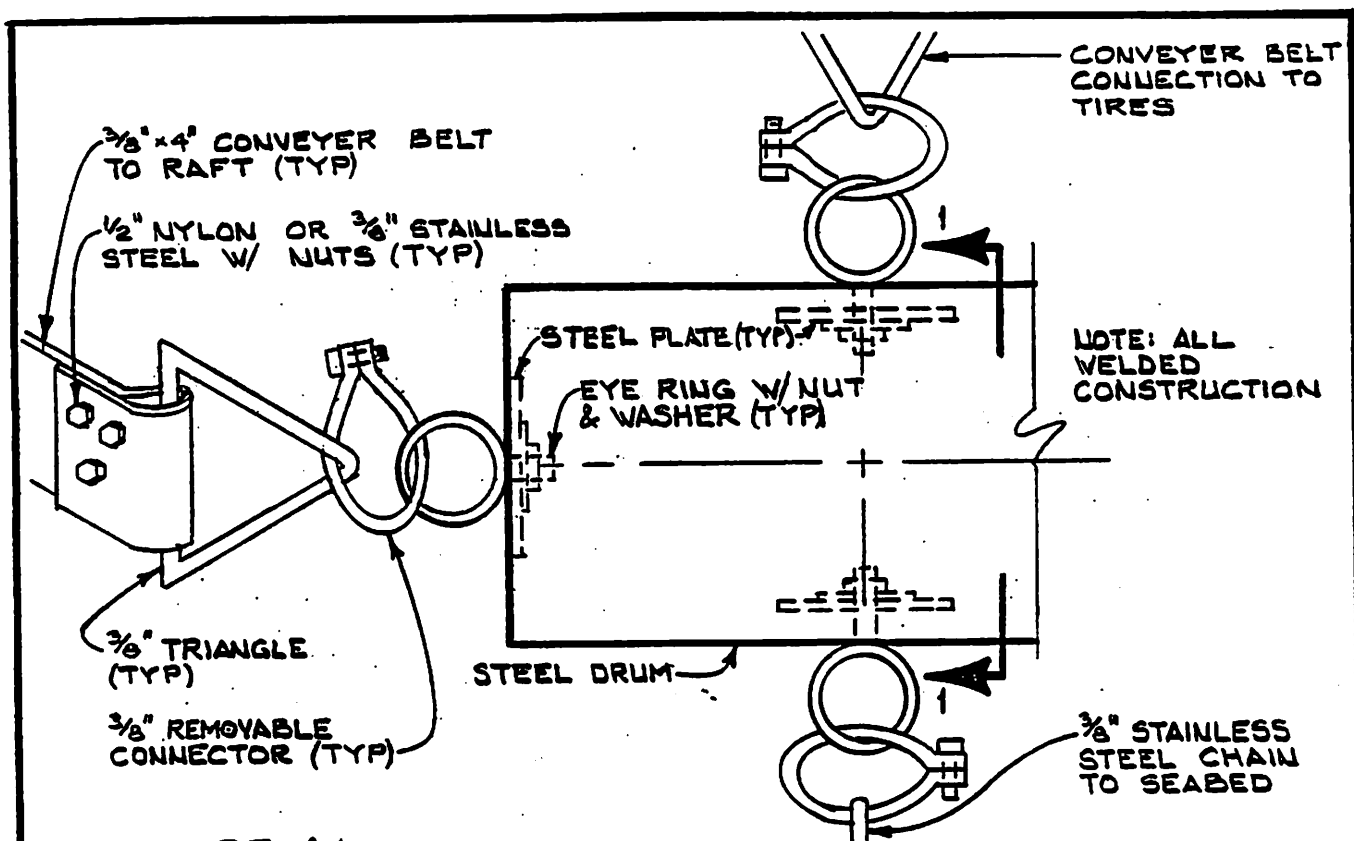 CONVEYER BELT
CONNECTION TO
TIRES
3/8" x 4" CONVEYER BELT
TO RAFT (TYP)
1/2" NYLON OR 3/8" STAINLESS
STEEL W/ NUTS (TYP)
1
STEEL PLATE (TYP)
NOTE: ALL
WELDED
CONSTRUCTION
EYE RING W/ NUT
& WASHER (TYP)
3/8" TRIANGLE
(TYP)
STEEL DRUM
1
3/8" REMOVABLE
CONNECTOR (TYP)
3/8" STAINLESS
STEEL CHAIN
TO SEABED